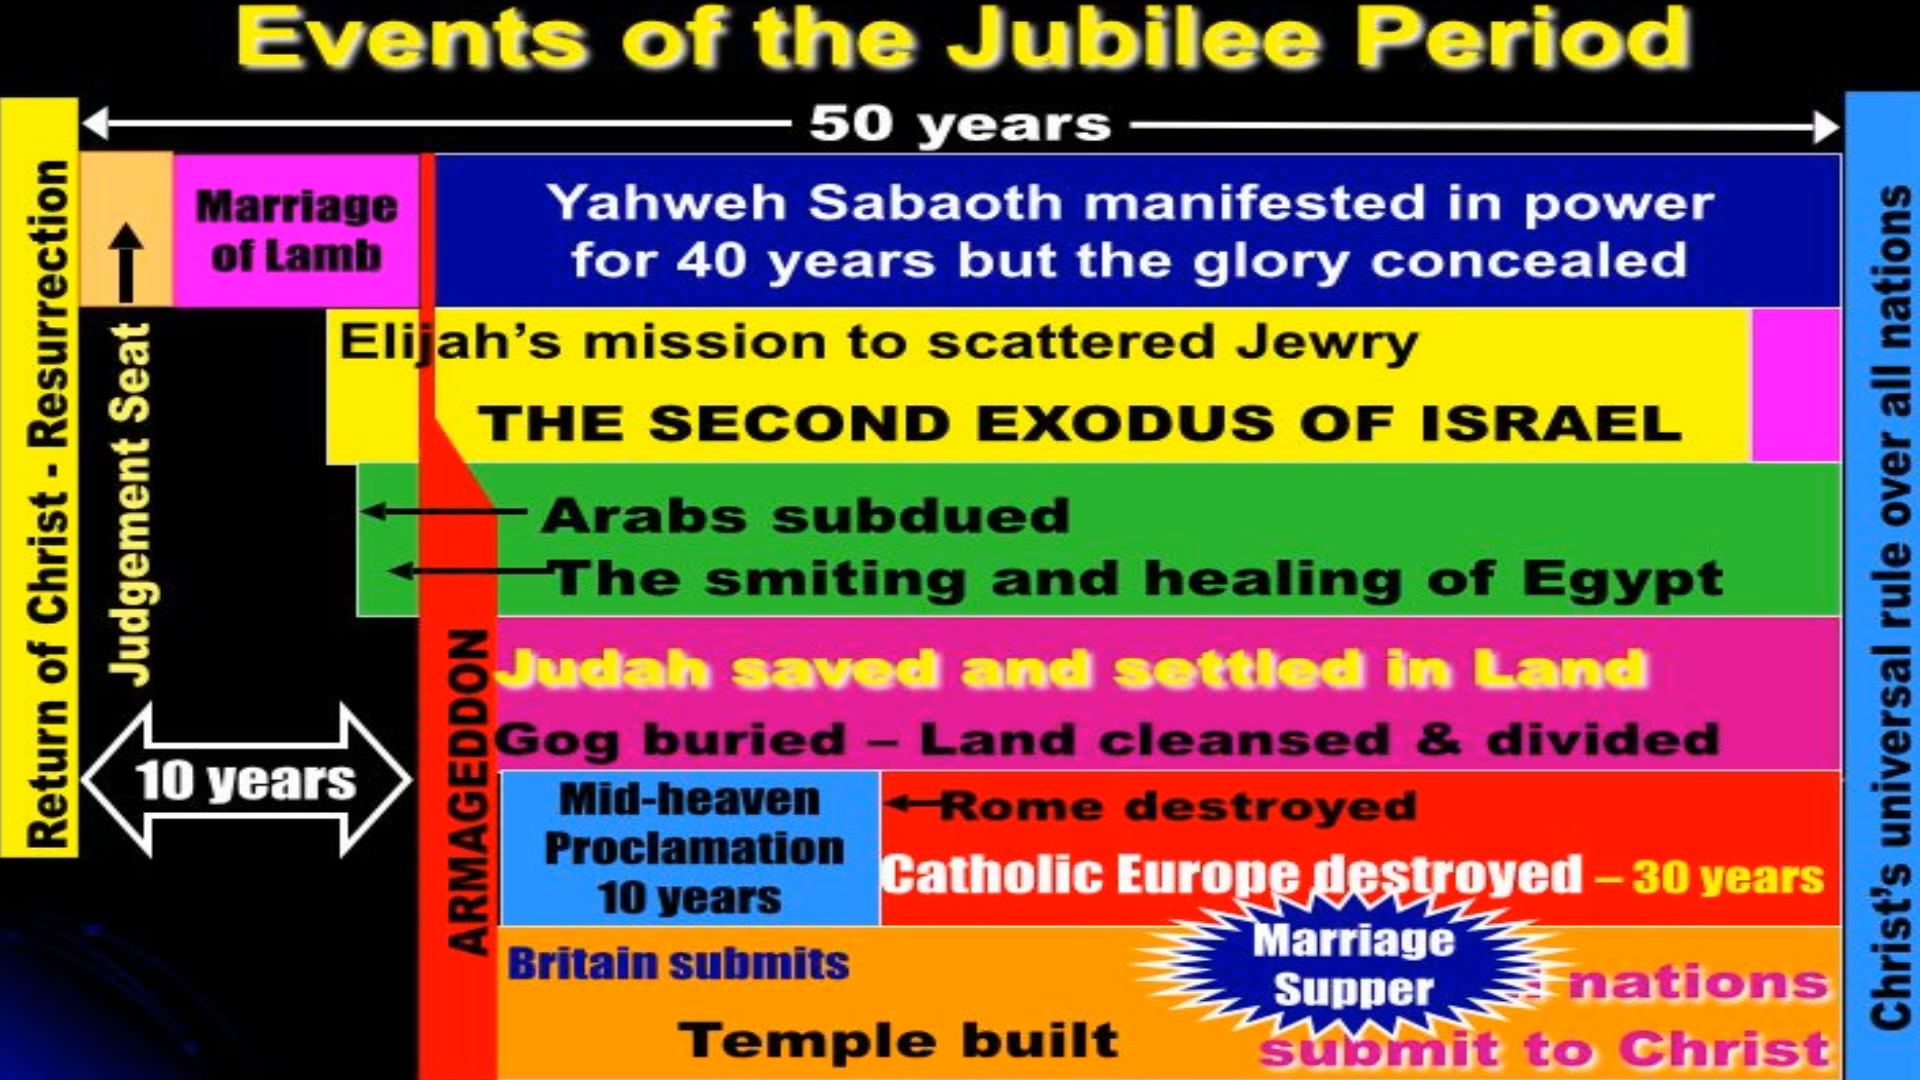 Events of the Jubilee Period
50 years
Return of Christ - Resurrection
Judgement Seat
Marriage
of Lamb
Yahweh Sabaoth manifested in power
for 40 years but the glory concealed
Elijah's mission to scattered Jewry
THE SECOND EXODUS OF ISRAEL
Arabs subdued
The smiting and healing of Egypt
10 years
ARMAGEDDON
Judah saved and settled in Land
Gog buried – Land cleansed & divided
Mid-heaven
Proclamation
10 years
Rome destroyed
Catholic Europe destroyed – 30 years
Britain submits
Temple built
Marriage
Supper
nations
submit to Christ
Christ's universal rule over all nations